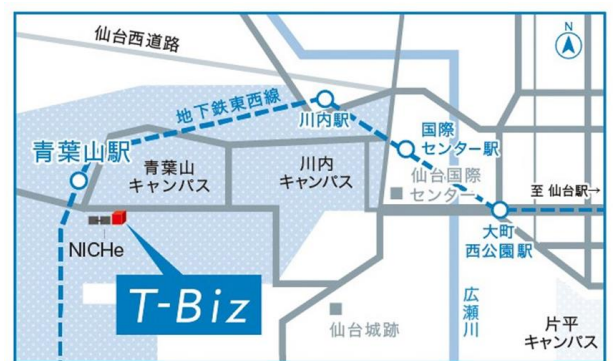 仙台西道路
N
地下鉄東西線
川内駅
国際
センター駅
青葉山駅
青葉山
キャンパス
川内
キャンパス
仙台国際
センター
至 仙台駅→
大町
西公園駅
NICHe
T-Biz
広瀬川
仙台城跡
片平
キャンパス